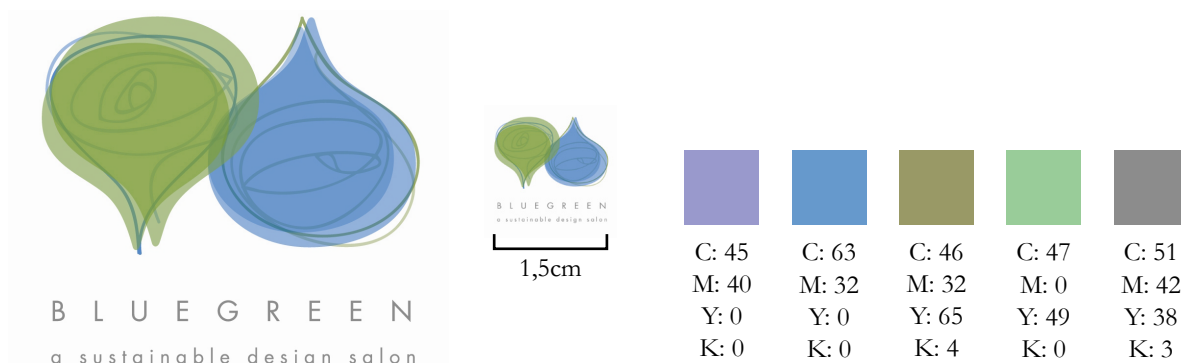 BLUEGREEN
a sustainable design salon
BLUEGREEN
a sustainable design salon
1,5cm
C: 45
M: 40
Y: 0
K: 0
C: 63
M: 32
Y: 0
K: 0
C: 46
M: 32
Y: 65
K: 4
C: 47
M: 0
Y: 49
K: 0
C: 51
M: 42
Y: 38
K: 3